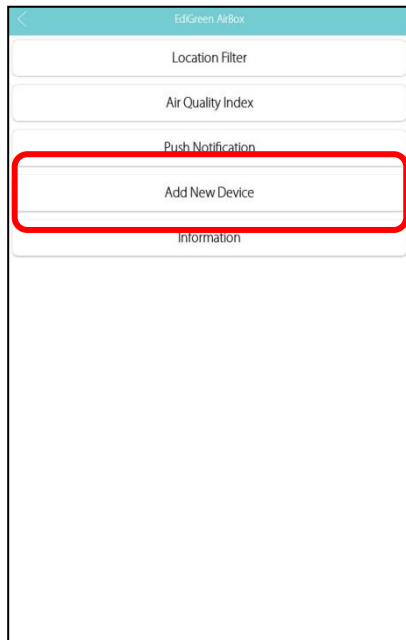 EdiGreen AirBox
Location Filter
Air Quality Index
Push Notification
Add New Device
Information